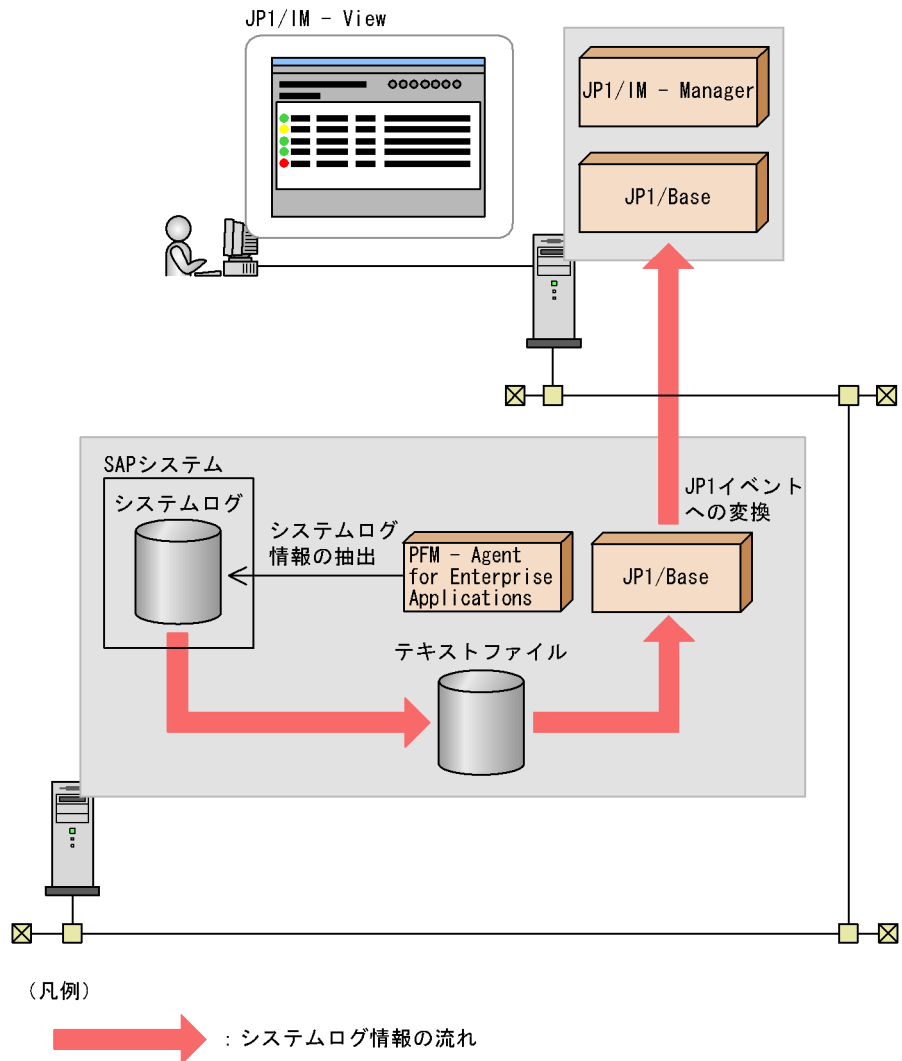 JP1/IM - View
JP1/IM - Manager
JP1/Base
SAPシステム
システムログ
システムログ
情報の抽出
PFM - Agent
for Enterprise
Applications
JP1イベント
への変換
JP1/Base
テキストファイル
（凡例）
：システムログ情報の流れ